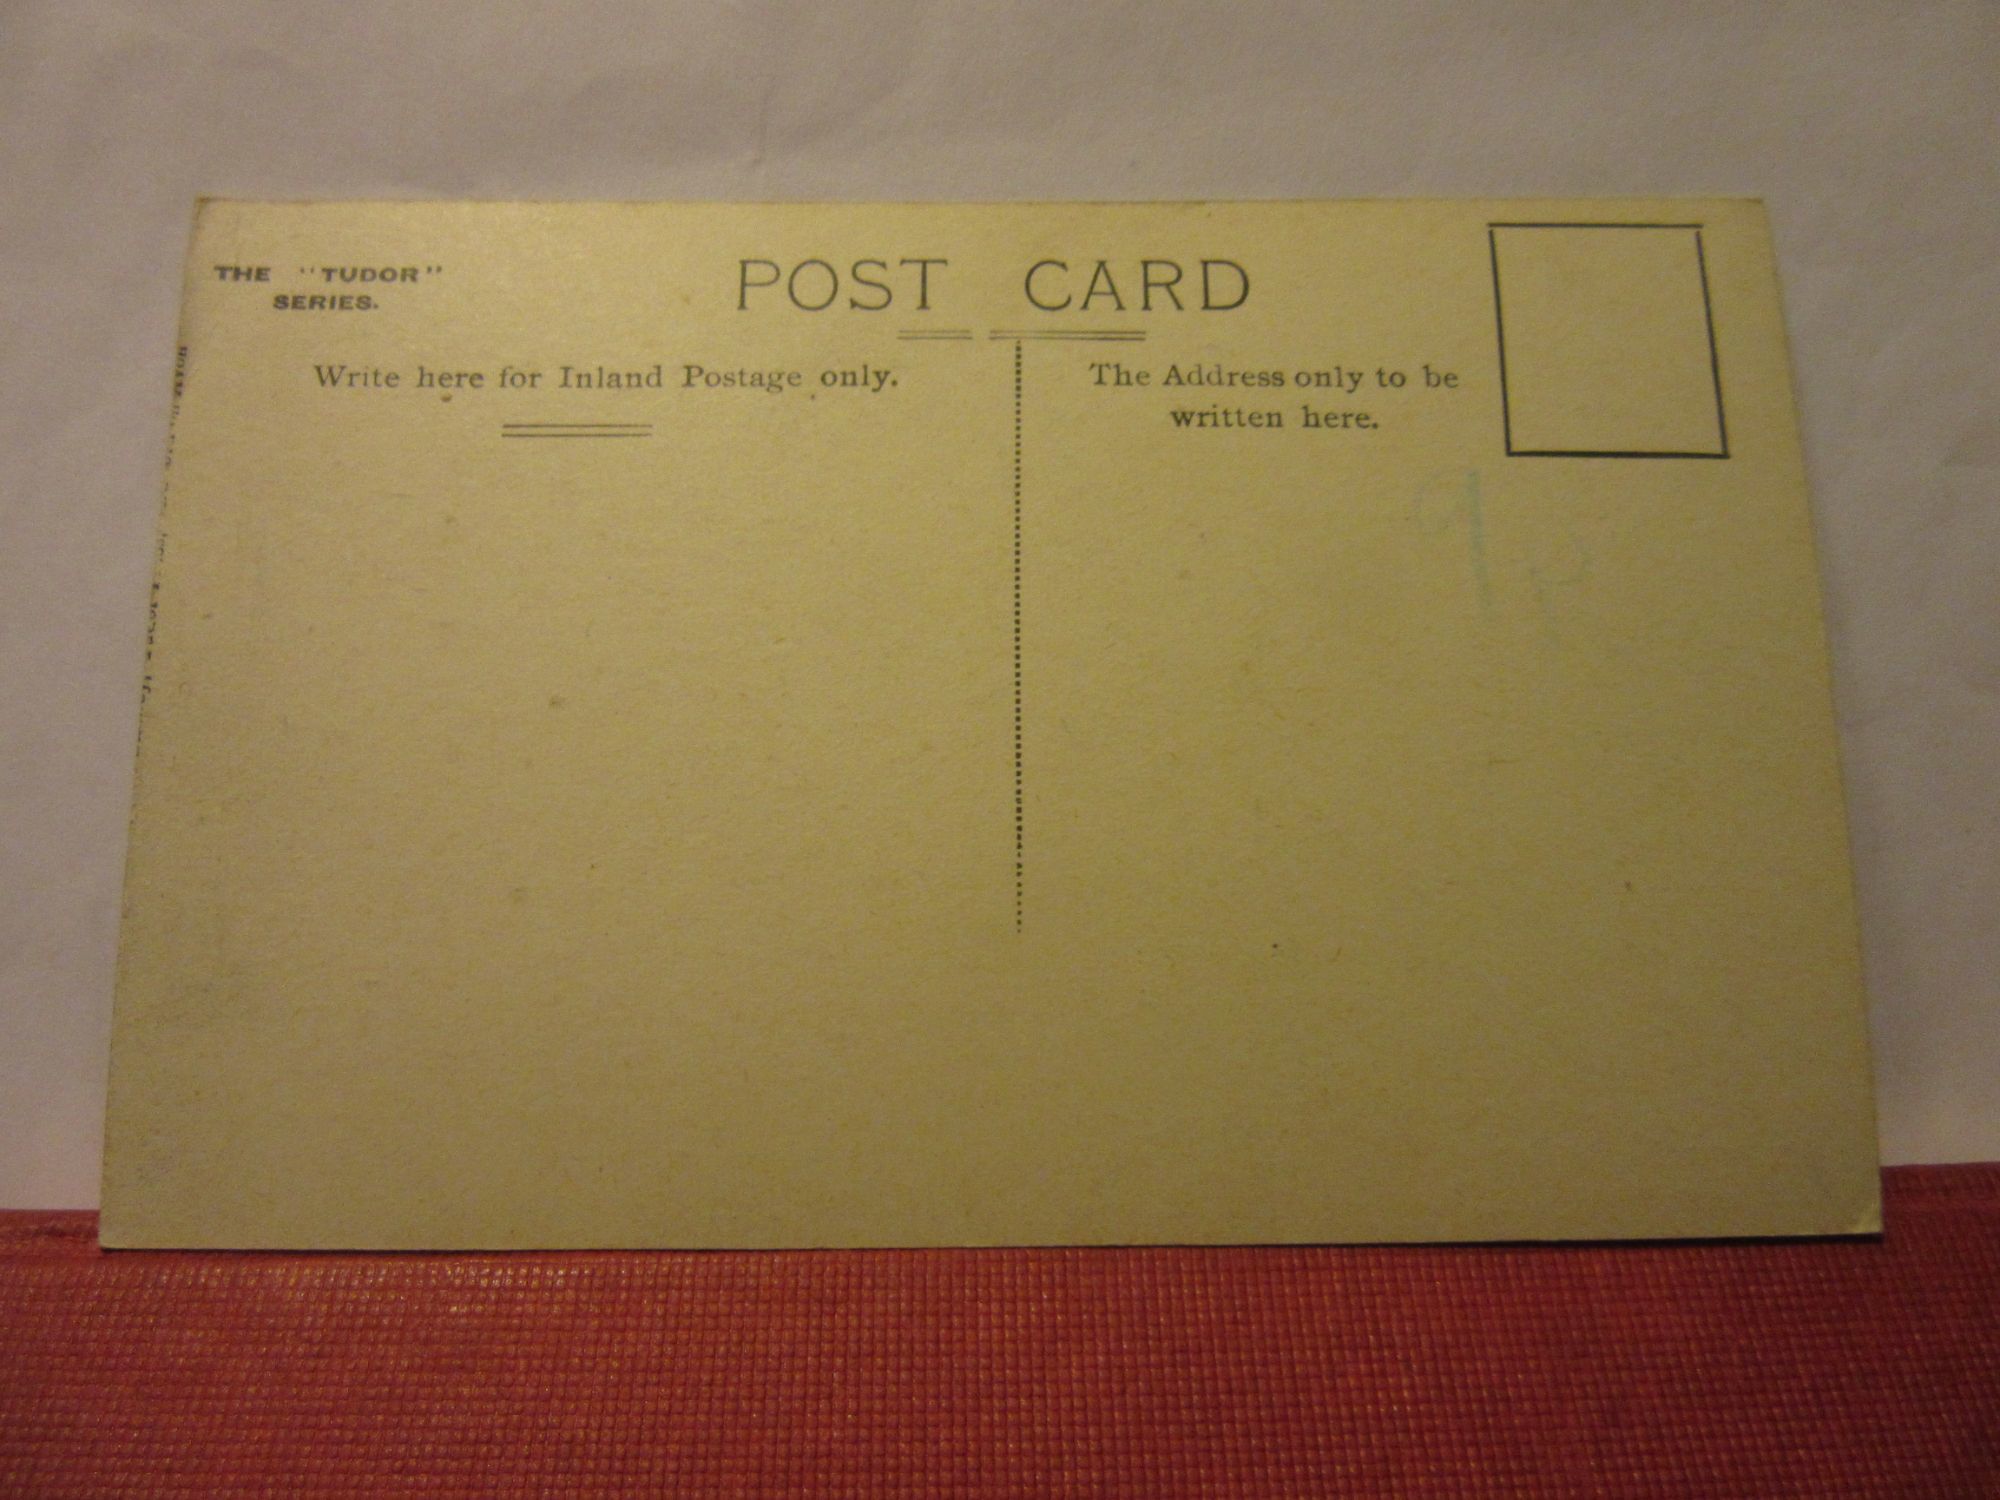 THE "TUDOR"
SERIES.
POST CARD
Write here for Inland Postage only.
The Address only to be
written here.